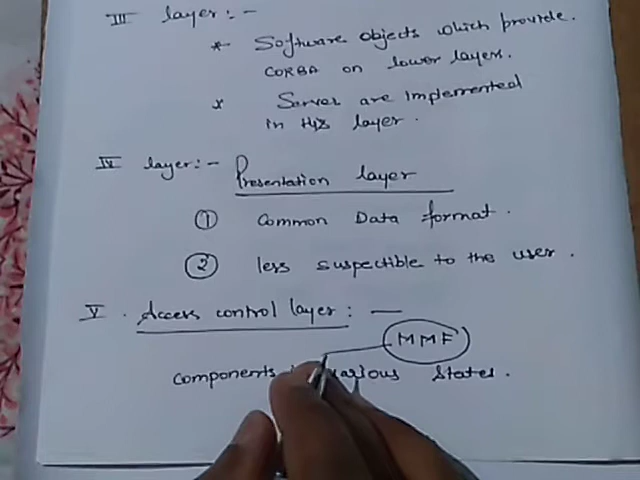 III layer :-
* Software objects which provide.
CORBA on lower layers.
* Server are implemented
in this layer.
IV layer :- Presentation layer
① Common Data format.
② less suspectible to the user.
V. Access control layer : —
MMF
Components various States.